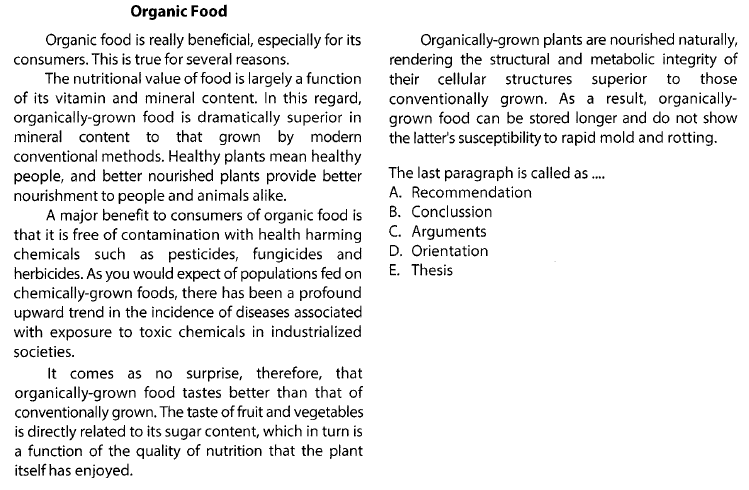 Organic Food
Organic food is really beneficial, especially for its
consumers. This is true for several reasons.
The nutritional value of food is largely a function
of its vitamin and mineral content. In this regard,
organically-grown food is dramatically superior in
mineral content to that grown by modern
conventional methods. Healthy plants mean healthy
people, and better nourished plants provide better
nourishment to people and animals alike.
A major benefit to consumers of organic food is
that it is free of contamination with health harming
chemicals such as pesticides, fungicides and
herbicides. As you would expect of populations fed on
chemically-grown foods, there has been a profound
upward trend in the incidence of diseases associated
with exposure to toxic chemicals in industrialized
societies.
It comes as no surprise, therefore, that
organically-grown food tastes better than that of
conventionally grown. The taste of fruit and vegetables
is directly related to its sugar content, which in turn is
a function of the quality of nutrition that the plant
itself has enjoyed.
Organically-grown plants are nourished naturally,
rendering the structural and metabolic integrity of
their cellular structures superior to those
conventionally grown. As a result, organically-
grown food can be stored longer and do not show
the latter's susceptibility to rapid mold and rotting.
The last paragraph is called as ....
A. Recommendation
B. Conclussion
C. Arguments
D. Orientation
E. Thesis